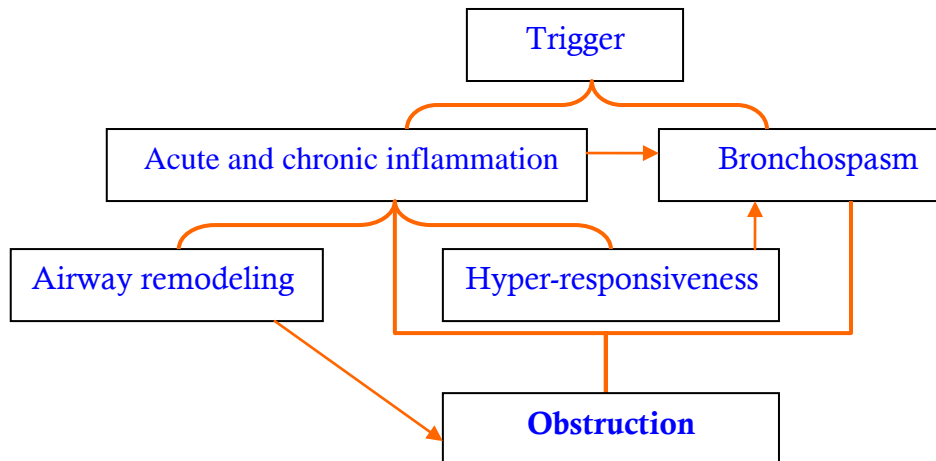 Trigger
Acute and chronic inflammation
Bronchospasm
Airway remodeling
Hyper-responsiveness
Obstruction